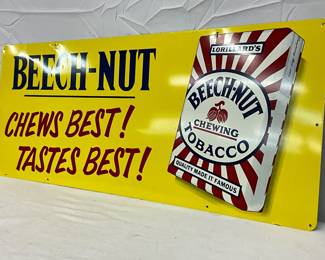 BEECH-NUT
CHEWS BEST!
TASTES BEST!
LORILLARD'S
BEECH-NUT
CHEWING
TOBACCO
QUALITY MADE IT FAMOUS